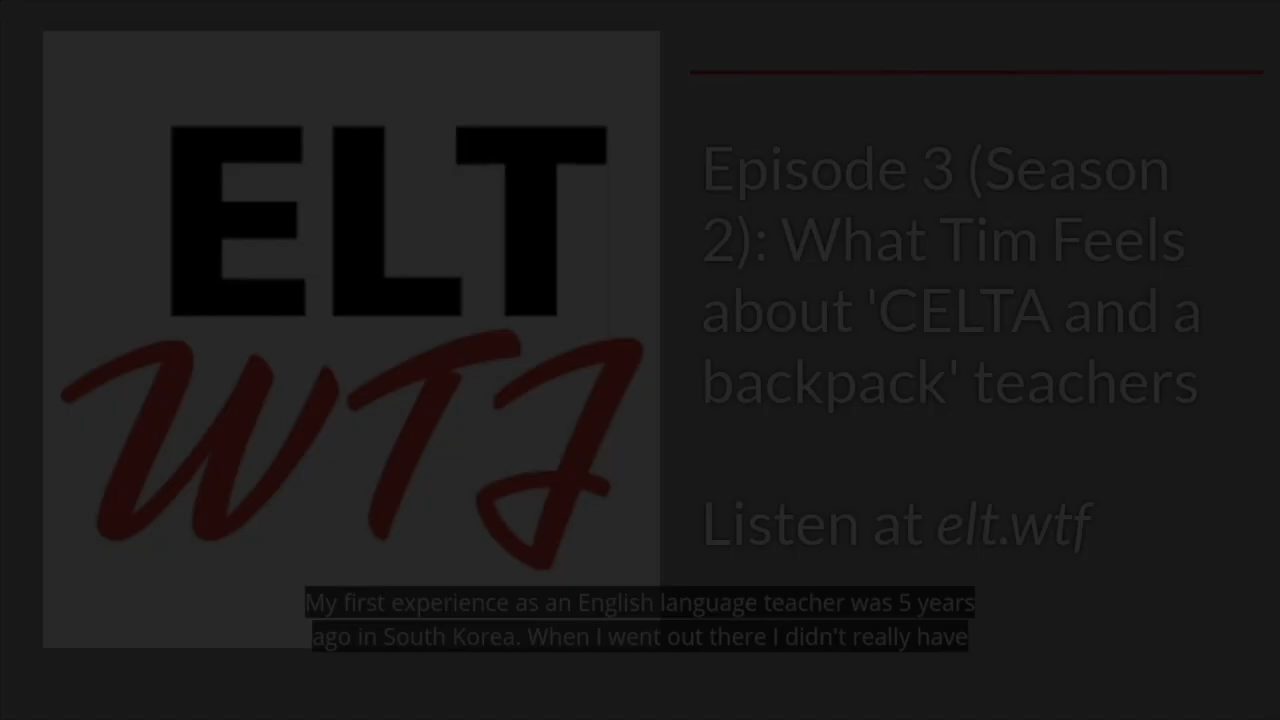 ELT
WTF
Episode 3 (Season
2): What Tim Feels
about 'CELTA and a
backpack' teachers
Listen at elt.wtf
My first experience as an English language teacher was 5 years
ago in South Korea. When I went out there I didn't really have